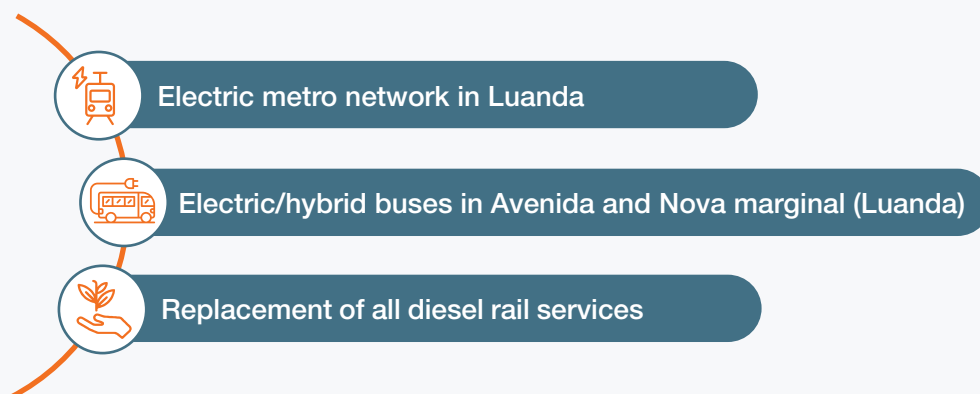 Electric metro network in Luanda
Electric/hybrid buses in Avenida and Nova marginal (Luanda)
Replacement of all diesel rail services